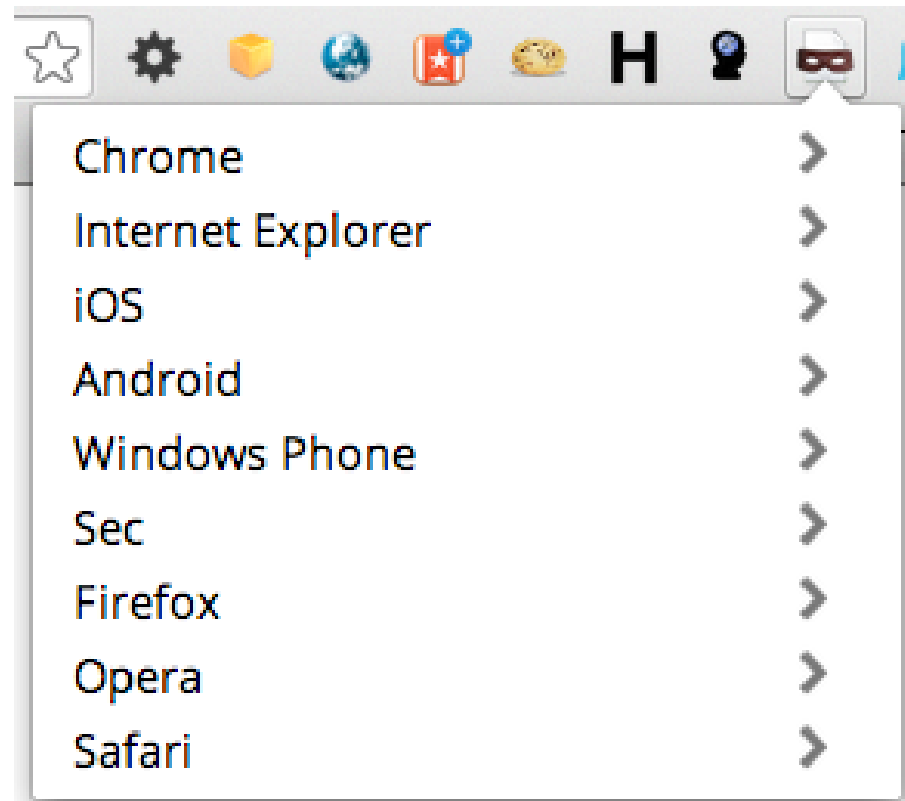 H
Chrome
Internet Explorer
iOS
Android
Windows Phone
Sec
Firefox
Opera
Safari